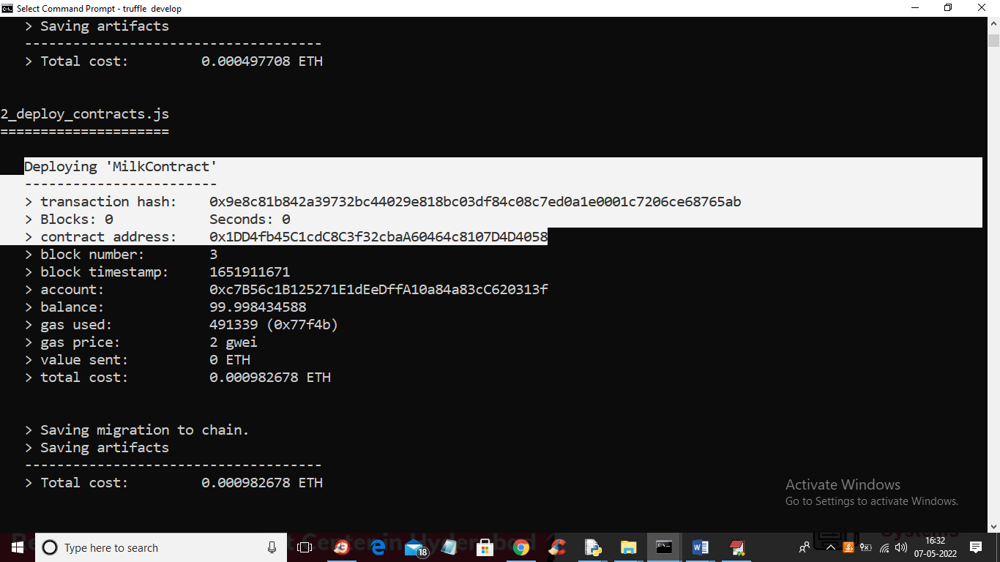 Select Command Prompt - truffle  develop
> Saving artifacts
-------------------------------------
> Total cost:         0.000497708 ETH
2_deploy_contracts.js
=====================
Deploying 'MilkContract'
------------------------
> transaction hash:    0x9e8c81b842a39732bc44029e818bc03df84c08c7ed0a1e0001c7206ce68765ab
> Blocks: 0            Seconds: 0
> contract address:    0x1DD4fb45C1cdC8C3f32cbaA60464c8107D4D4058
> block number:        3
> block timestamp:     1651911671
> account:             0xc7B56c1B125271E1dEeDffA10a84a83cC620313f
> balance:             99.998434588
> gas used:            491339 (0x77f4b)
> gas price:           2 gwei
> value sent:          0 ETH
> total cost:          0.000982678 ETH
> Saving migration to chain.
> Saving artifacts
-------------------------------------
> Total cost:         0.000982678 ETH
Activate Windows
Go to Settings to activate Windows.
Type here to search
18
16:32
07-05-2022